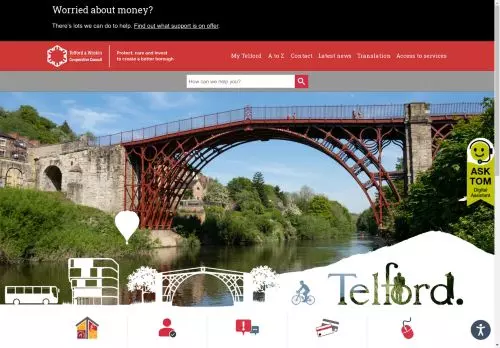 Worried about money?
There's lots we can do to help. Find out what support is on offer.
Telford & Wrekin
Co-operative Council
Protect, care and invest
to create a better borough
My Telford A to Z Contact Latest news Translation Access to services
How can we help you?
ASK
TOM
Digital
Assistant
Telford.